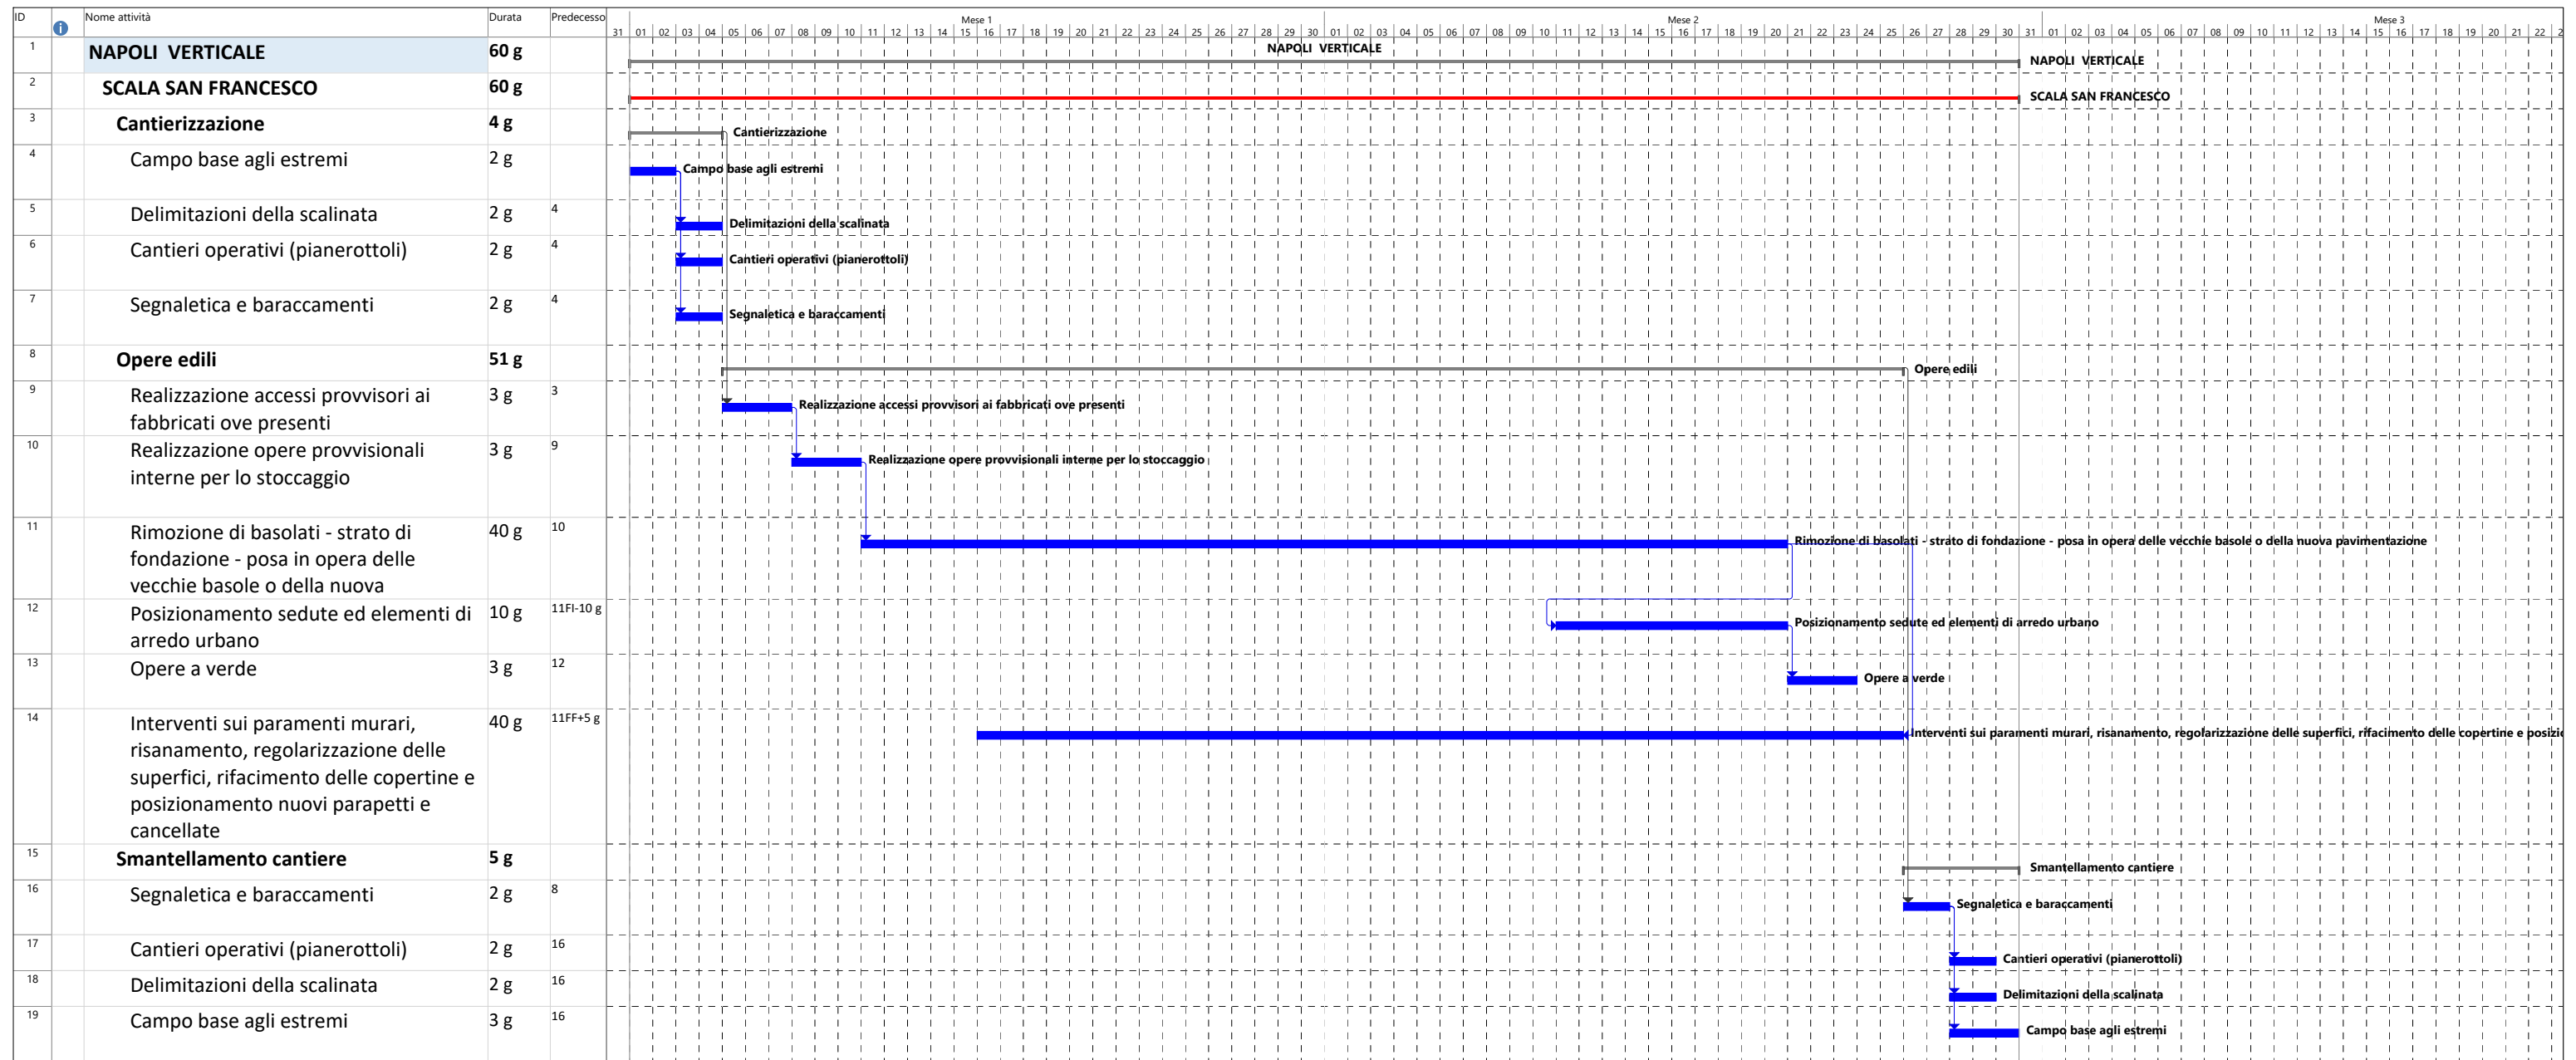 ID Nome attività Durata Predecesso Mese 1 Mese 2 Mese 3
31 01 02 03 04 05 06 07 08 09 10 11 12 13 14 15 16 17 18 19 20 21 22 23 24 25 26 27 28 29 30 01 02 03 04 05 06 07 08 09 10 11 12 13 14 15 16 17 18 19 20 21 22 23 24 25 26 27 28 29 30 31 01 02 03 04 05 06 07 08 09 10 11 12 13 14 15 16 17 18 19 20 21 22 2
1 NAPOLI VERTICALE 60 g NAPOLI VERTICALE NAPOLI VERTICALE
2 SCALA SAN FRANCESCO 60 g SCALA SAN FRANCESCO
3 Cantierizzazione 4 g Cantierizzazione
4 Campo base agli estremi 2 g Campo base agli estremi
5 Delimitazioni della scalinata 2 g 4 Delimitazioni della scalinata
6 Cantieri operativi (pianerottoli) 2 g 4 Cantieri operativi (pianerottoli)
7 Segnaletica e baraccamenti 2 g 4 Segnaletica e baraccamenti
8 Opere edili 51 g Opere edili
9 Realizzazione accessi provvisori ai 3 g 3 Realizzazione accessi provvisori ai fabbricati ove presenti
fabbricati ove presenti
10 Realizzazione opere provvisionali 3 g 9 Realizzazione opere provvisionali interne per lo stoccaggio
interne per lo stoccaggio
11 Rimozione di basolati - strato di 40 g 10 Rimozione di basolati - strato di fondazione - posa in opera delle vecchie basole o della nuova pavimentazione
fondazione - posa in opera delle
vecchie basole o della nuova
12 Posizionamento sedute ed elementi di 10 g 11FI-10 g Posizionamento sedute ed elementi di arredo urbano
arredo urbano
13 Opere a verde 3 g 12 Opere a verde
14 Interventi sui paramenti murari, 40 g 11FF+5 g Interventi sui paramenti murari, risanamento, regolarizzazione delle superfici, rifacimento delle copertine e posizi
risanamento, regolarizzazione delle
superfici, rifacimento delle copertine e
posizionamento nuovi parapetti e
cancellate
15 Smantellamento cantiere 5 g Smantellamento cantiere
16 Segnaletica e baraccamenti 2 g 8 Segnaletica e baraccamenti
17 Cantieri operativi (pianerottoli) 2 g 16 Cantieri operativi (pianerottoli)
18 Delimitazioni della scalinata 2 g 16 Delimitazioni della scalinata
19 Campo base agli estremi 3 g 16 Campo base agli estremi